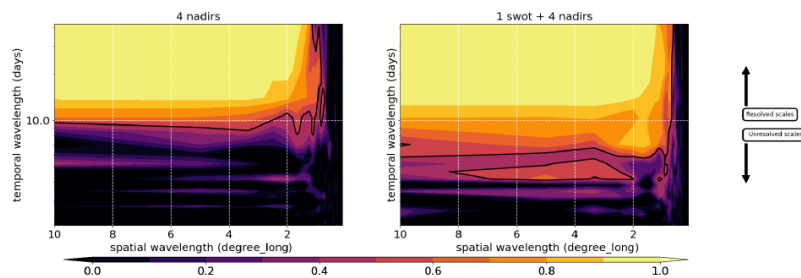 4 nadirs
1 swot + 4 nadirs
temporal wavelength (days)
10.0
temporal wavelength (days)
Resolved scales
Unresolved scales
10 8 6 4 2
10 8 6 4 2
spatial wavelength (degree_long)
spatial wavelength (degree_long)
0.0 0.2 0.4 0.6 0.8 1.0